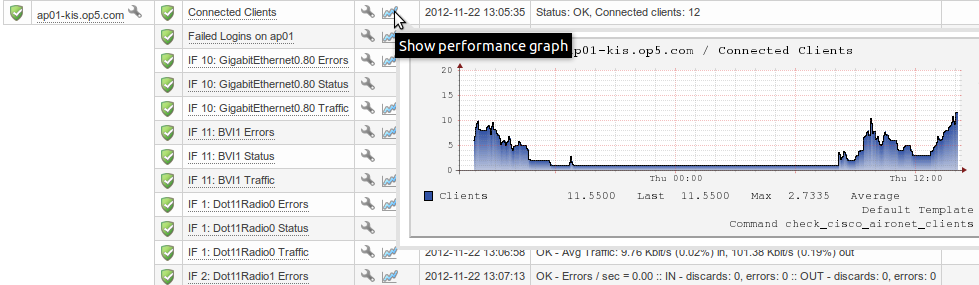 ap01-kis.op5.com Connected Clients 2012-11-22 13:05:35 Status: OK, Connected clients: 12
Failed Logins on ap01
Show performance graph
ap01-kis.op5.com / Connected Clients
IF 10: GigabitEthernet0.80 Errors
IF 10: GigabitEthernet0.80 Status
IF 10: GigabitEthernet0.80 Traffic
IF 11: BVI1 Errors
IF 11: BVI1 Status
IF 11: BVI1 Traffic
IF 1: Dot11Radio0 Errors
IF 1: Dot11Radio0 Status
20
15
10
5
0
Thu 00:00 Thu 12:00
Clients 11.5500 Last 11.5500 Max 2.7335 Average
Default Template
Command check_cisco_aironet_clients
IF 1: Dot11Radio0 Traffic 2012-11-22 13:06:58 OK - Avg Traffic: 9.76 Kbit/s (0.02%) in, 101.38 Kbit/s (0.19%) out
IF 2: Dot11Radio1 Errors 2012-11-22 13:07:13 OK - Errors / sec = 0.00 :: IN - discards: 0, errors: 0 :: OUT - discards: 0, errors: 0